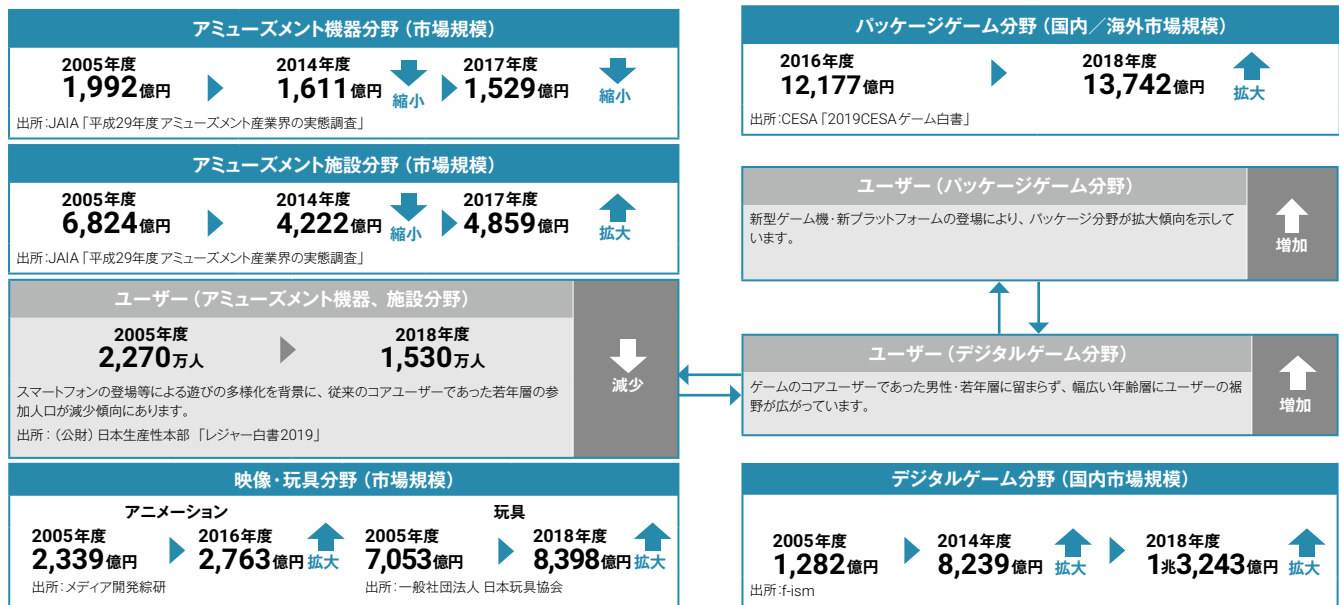 アミューズメント機器分野（市場規模）
2005年度 2014年度 2017年度
1,992億円 1,611億円 縮小 1,529億円 縮小
出所：JAIA「平成29年度アミューズメント産業界の実態調査」
アミューズメント施設分野（市場規模）
2005年度 2014年度 2017年度
6,824億円 4,222億円 縮小 4,859億円 拡大
出所：JAIA「平成29年度アミューズメント産業界の実態調査」
ユーザー（アミューズメント機器、施設分野）
2005年度 2018年度
2,270万人 1,530万人
減少
スマートフォンの登場等による遊びの多様化を背景に、従来のコアユーザーであった若年層の参
加人口が減少傾向にあります。
出所：（公財）日本生産性本部 「レジャー白書2019」
映像・玩具分野（市場規模）
アニメーション 玩具
2005年度 2016年度 2005年度 2018年度
2,339億円 2,763億円 拡大 7,053億円 8,398億円 拡大
出所：メディア開発綜研 出所：一般社団法人 日本玩具協会
パッケージゲーム分野（国内／海外市場規模）
2016年度 2018年度
12,177億円 13,742億円 拡大
出所：CESA「2019CESAゲーム白書」
ユーザー（パッケージゲーム分野）
新型ゲーム機・新プラットフォームの登場により、パッケージ分野が拡大傾向を示して
います。
増加
ユーザー（デジタルゲーム分野）
ゲームのコアユーザーであった男性・若年層に留まらず、幅広い年齢層にユーザーの裾
野が広がっています。
増加
デジタルゲーム分野（国内市場規模）
2005年度 2014年度 2018年度
1,282億円 8,239億円 拡大 1兆3,243億円 拡大
出所：f-ism